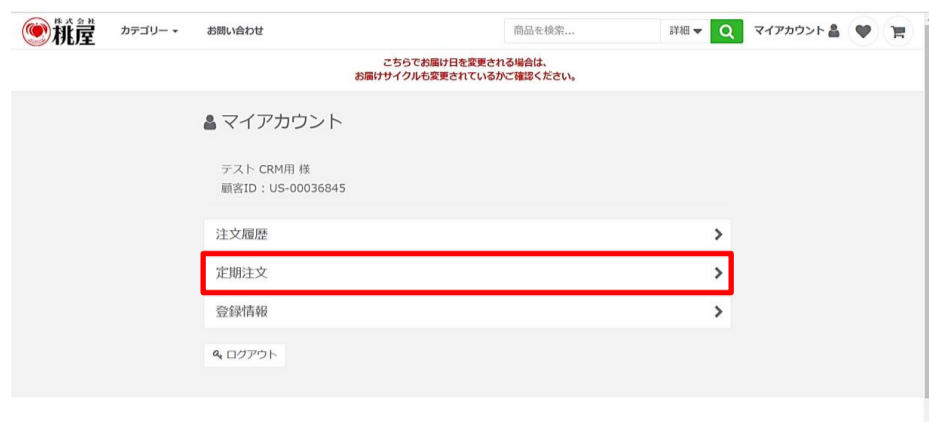 株式会社
桃屋
カテゴリー
お問い合わせ
商品を検索...
詳細
マイアカウント
こちらでお届け日を変更される場合は、
お届けサイクルも変更されているかご確認ください。
マイアカウント
テスト CRM用 様
顧客ID：US-00036845
注文履歴
定期注文
登録情報
ログアウト